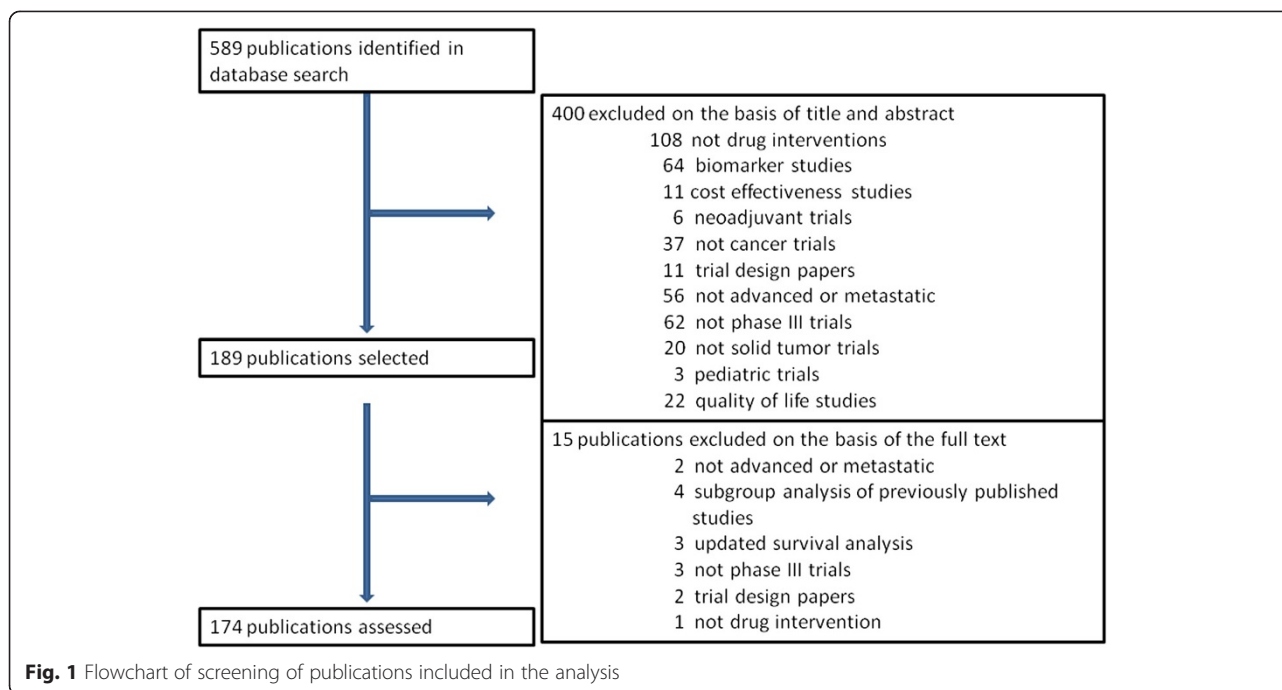 589 publications identified in
database search
400 excluded on the basis of title and abstract
108 not drug interventions
64 biomarker studies
11 cost effectiveness studies
6 neoadjuvant trials
37 not cancer trials
11 trial design papers
56 not advanced or metastatic
62 not phase III trials
20 not solid tumor trials
3 pediatric trials
22 quality of life studies
189 publications selected
15 publications excluded on the basis of the full text
2 not advanced or metastatic
4 subgroup analysis of previously published
studies
3 updated survival analysis
3 not phase III trials
2 trial design papers
1 not drug intervention
174 publications assessed
Fig. 1 Flowchart of screening of publications included in the analysis